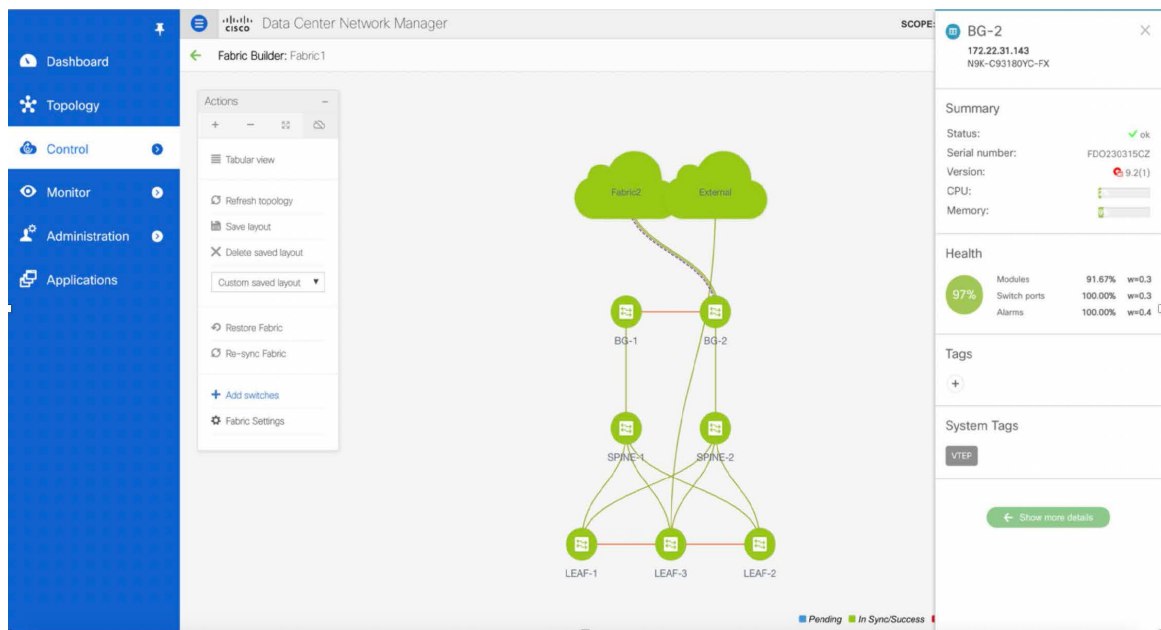 Dashboard
Topology
Control
Monitor
Administration
Applications
cisco Data Center Network Manager
SCOPE:
Fabric Builder: Fabric1
Actions
Tabular view
Refresh topology
Save layout
Delete saved layout
Custom saved layout
Restore Fabric
Re-sync Fabric
Add switches
Fabric Settings
Fabric2
External
BG-1
BG-2
SPINE-1
SPINE-2
LEAF-1
LEAF-3
LEAF-2
Pending In Sync/Success
BG-2
172.22.31.143
N9K-C93180YC-FX
Summary
Status: ok
Serial number: FDO230315CZ
Version: 9.2(1)
CPU:
Memory:
Health
97%
Modules 91.67% w=0.3
Switch ports 100.00% w=0.3
Alarms 100.00% w=0.4
Tags
System Tags
VTEP
Show more details